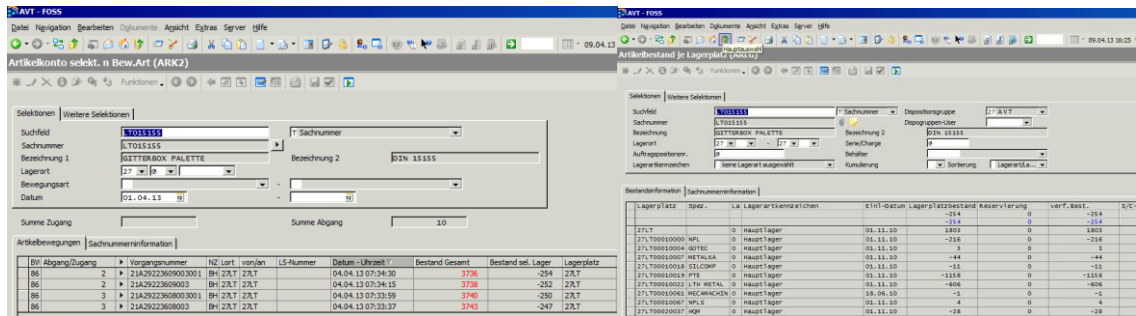 AVT - FOSS
Datei Navigation Bearbeiten Dokumente Ansicht Extras Server Hilfe
09.04.13
Artikelkonto selekt. n Bew.Art (ARK2)
Funktionen
Selektionen Weitere Selektionen
Suchfeld LT015155 T Sachnummer
Sachnummer LT015155
Bezeichnung 1 GITTERBOX PALETTE Bezeichnung 2 DIN 15155
Lagerort 27 0
Bewegungsart -
Datum 01.04.13 -
Summe Zugang Summe Abgang 10
Artikelbewegungen Sachnummerninformation
BV Abgang/Zugang Vorgangsnummer NZ Lort von/an LS-Nummer Datum - Uhrzeit Bestand Gesamt Bestand sel. Lager Lagerplatz
86 2 21A29223609003001 BH 27LT 27LT 04.04.13 07:34:30 3736 -254 27LT
86 2 21A29223609003 BH 27LT 27LT 04.04.13 07:34:15 3738 -252 27LT
86 3 21A29223608003001 BH 27LT 27LT 04.04.13 07:33:59 3740 -250 27LT
86 3 21A29223608003 BH 27LT 27LT 04.04.13 07:33:37 3743 -247 27LT
AVT - FOSS
Datei Navigation Bearbeiten Dokumente Ansicht Extras Server Hilfe
09.04.13 16:25
Hauptauswahl
Artikelbestand je Lagerplatz
Funktionen
Selektionen Weitere Selektionen
Suchfeld LT015155 T Sachnummer Dispositionsgruppe 27 AVT
Sachnummer LT015155 Dispogruppen-User
Bezeichnung GITTERBOX PALETTE Bezeichnung 2 DIN 15155
Lagerort 27 - 27 Serie/Charge 0
Auftragspositionsnr. 0 Behälter
Lagerartkennzeichen keine Lagerart ausgewählt Kumulierung Sortierung Lagerart/La...
Bestandsinformation Sachnummerninformation
Lagerplatz Spez. La Lagerartkennzeichen Einl-Datum Lagerplatzbestand Reservierung verf.Best. S/C-
-254 0 -254
-254 0 -254
27LT 0 Hauptlager 01.11.10 1803 0 1803
27LT00010000 NPL 0 Hauptlager 01.11.10 -216 0 -216
27LT00010004 GOTEC 0 Hauptlager 01.11.10 3 0 3
27LT00010007 METALKA 0 Hauptlager 01.11.10 -44 0 -44
27LT00010018 SILCOMP 0 Hauptlager 01.11.10 -11 0 -11
27LT00010019 PTE 0 Hauptlager 01.11.10 -1158 0 -1158
27LT00010022 LTH METAL 0 Hauptlager 01.11.10 -606 0 -606
27LT00010061 MECAMACHIN 0 Hauptlager 16.06.10 -1 0 -1
27LT00010067 NPLS 0 Hauptlager 01.11.10 4 0 4
27LT00020037 HQM 0 Hauptlager 01.11.10 -28 0 -28